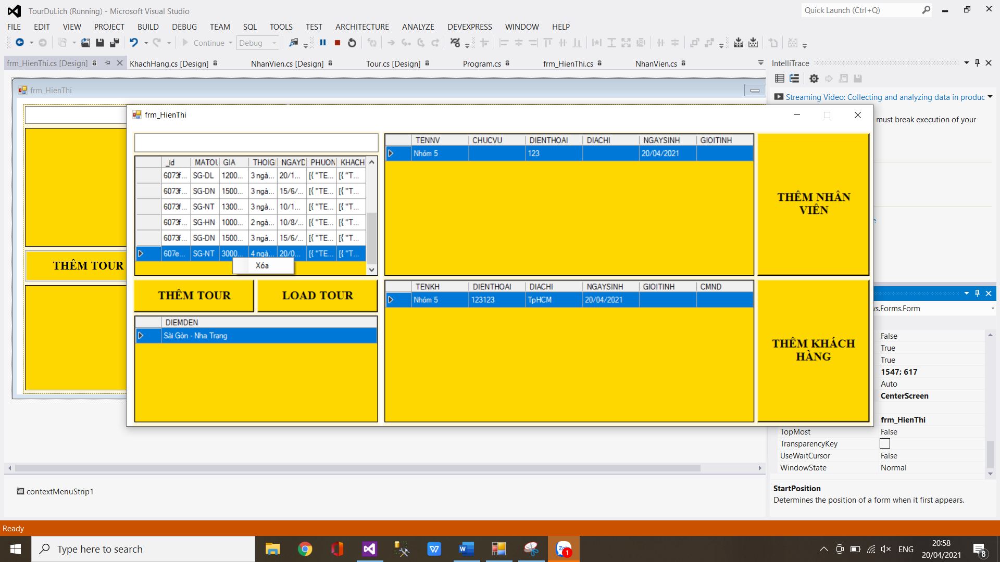 TourDuLich (Running) - Microsoft Visual Studio
Quick Launch (Ctrl+Q)
FILE EDIT VIEW PROJECT BUILD DEBUG TEAM SQL TOOLS TEST ARCHITECTURE ANALYZE DEVEXPRESS WINDOW HELP
Continue Debug
frm_HienThi.cs [Design] KhachHang.cs [Design] NhanVien.cs [Design] Tour.cs [Design] Program.cs frm_HienThi.cs NhanVien.cs
IntelliTrace
Streaming Video: Collecting and analyzing data in produc
must break execution of your
frm_HienThi
THÊM TOUR
frm_HienThi
_id MATOU GIA THOIG NGAYD PHUON KHACH
6073f... SG-DL 1200... 3 ngà... 20/1... [{ "TE... [{ "T...
6073f... SG-DN 1500... 3 ngà... 15/6/... [{ "TE... [{ "T...
6073f... SG-NT 1300... 3 ngà... 10/1... [{ "TE... [{ "T...
6073f... SG-HN 1000... 2 ngà... 10/8/... [{ "TE... [{ "T...
6073f... SG-DN 1500... 3 ngà... 15/6/... [{ "TE... [{ "T...
607e... SG-NT 3000... 4 ngà... 20/0... [{ "TE... [{ "T...
Xóa
THÊM TOUR LOAD TOUR
DIEMDEN
Sài Gòn - Nha Trang
TENNV CHUCVU DIENTHOAI DIACHI NGAYSINH GIOITINH
Nhóm 5 123 20/04/2021
THÊM NHÂN
VIÊN
TENKH DIENTHOAI DIACHI NGAYSINH GIOITINH CMND
Nhóm 5 123123 TpHCM 20/04/2021
THÊM KHÁCH
HÀNG
vs.Forms.Form
False
True
True
1547; 617
Auto
CenterScreen
frm_HienThi
TopMost False
TransparencyKey
UseWaitCursor False
WindowState Normal
StartPosition
Determines the position of a form when it first appears.
contextMenuStrip1
Ready
Type here to search
1
ENG
20:58
20/04/2021
8